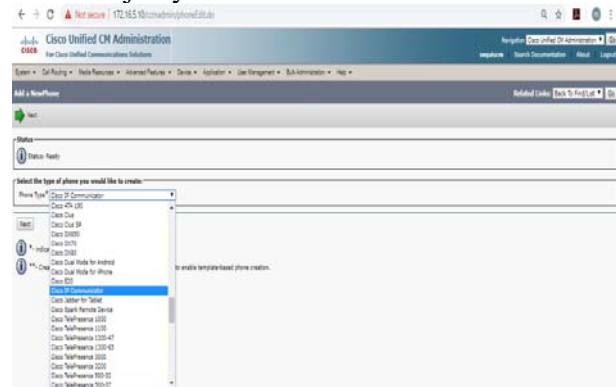 Not secure | 172.16.5.10/ccmadmin/phoneEdit.do
Cisco Unified CM Administration
CISCO For Cisco Unified Communications Solutions
Navigation Cisco Unified CM Administration Go
Search Documentation About Logout
System Call Routing Media Resources Advanced Features Device Application User Management Bulk Administration Help
Add a New Phone
Related Links: Back To Find/List Go
Next
Status
Status: Ready
Select the type of phone you would like to create:
Phone Type* Cisco IP Communicator
Cisco ATA 190
Cisco Cius
Cisco Cius SP
Cisco DX650
Cisco DX70
Cisco DX80
Cisco Dual Mode for Android
Cisco Dual Mode for iPhone
Cisco E20
Cisco IP Communicator
Cisco Jabber for Tablet
Cisco Spark Remote Device
Cisco TelePresence 1000
Cisco TelePresence 1100
Cisco TelePresence 1300-47
Cisco TelePresence 1300-65
Cisco TelePresence 3000
Cisco TelePresence 3200
Cisco TelePresence 500-32
Cisco TelePresence 500-37
Next
*- indica
**- Crea
to enable template-based phone creation.